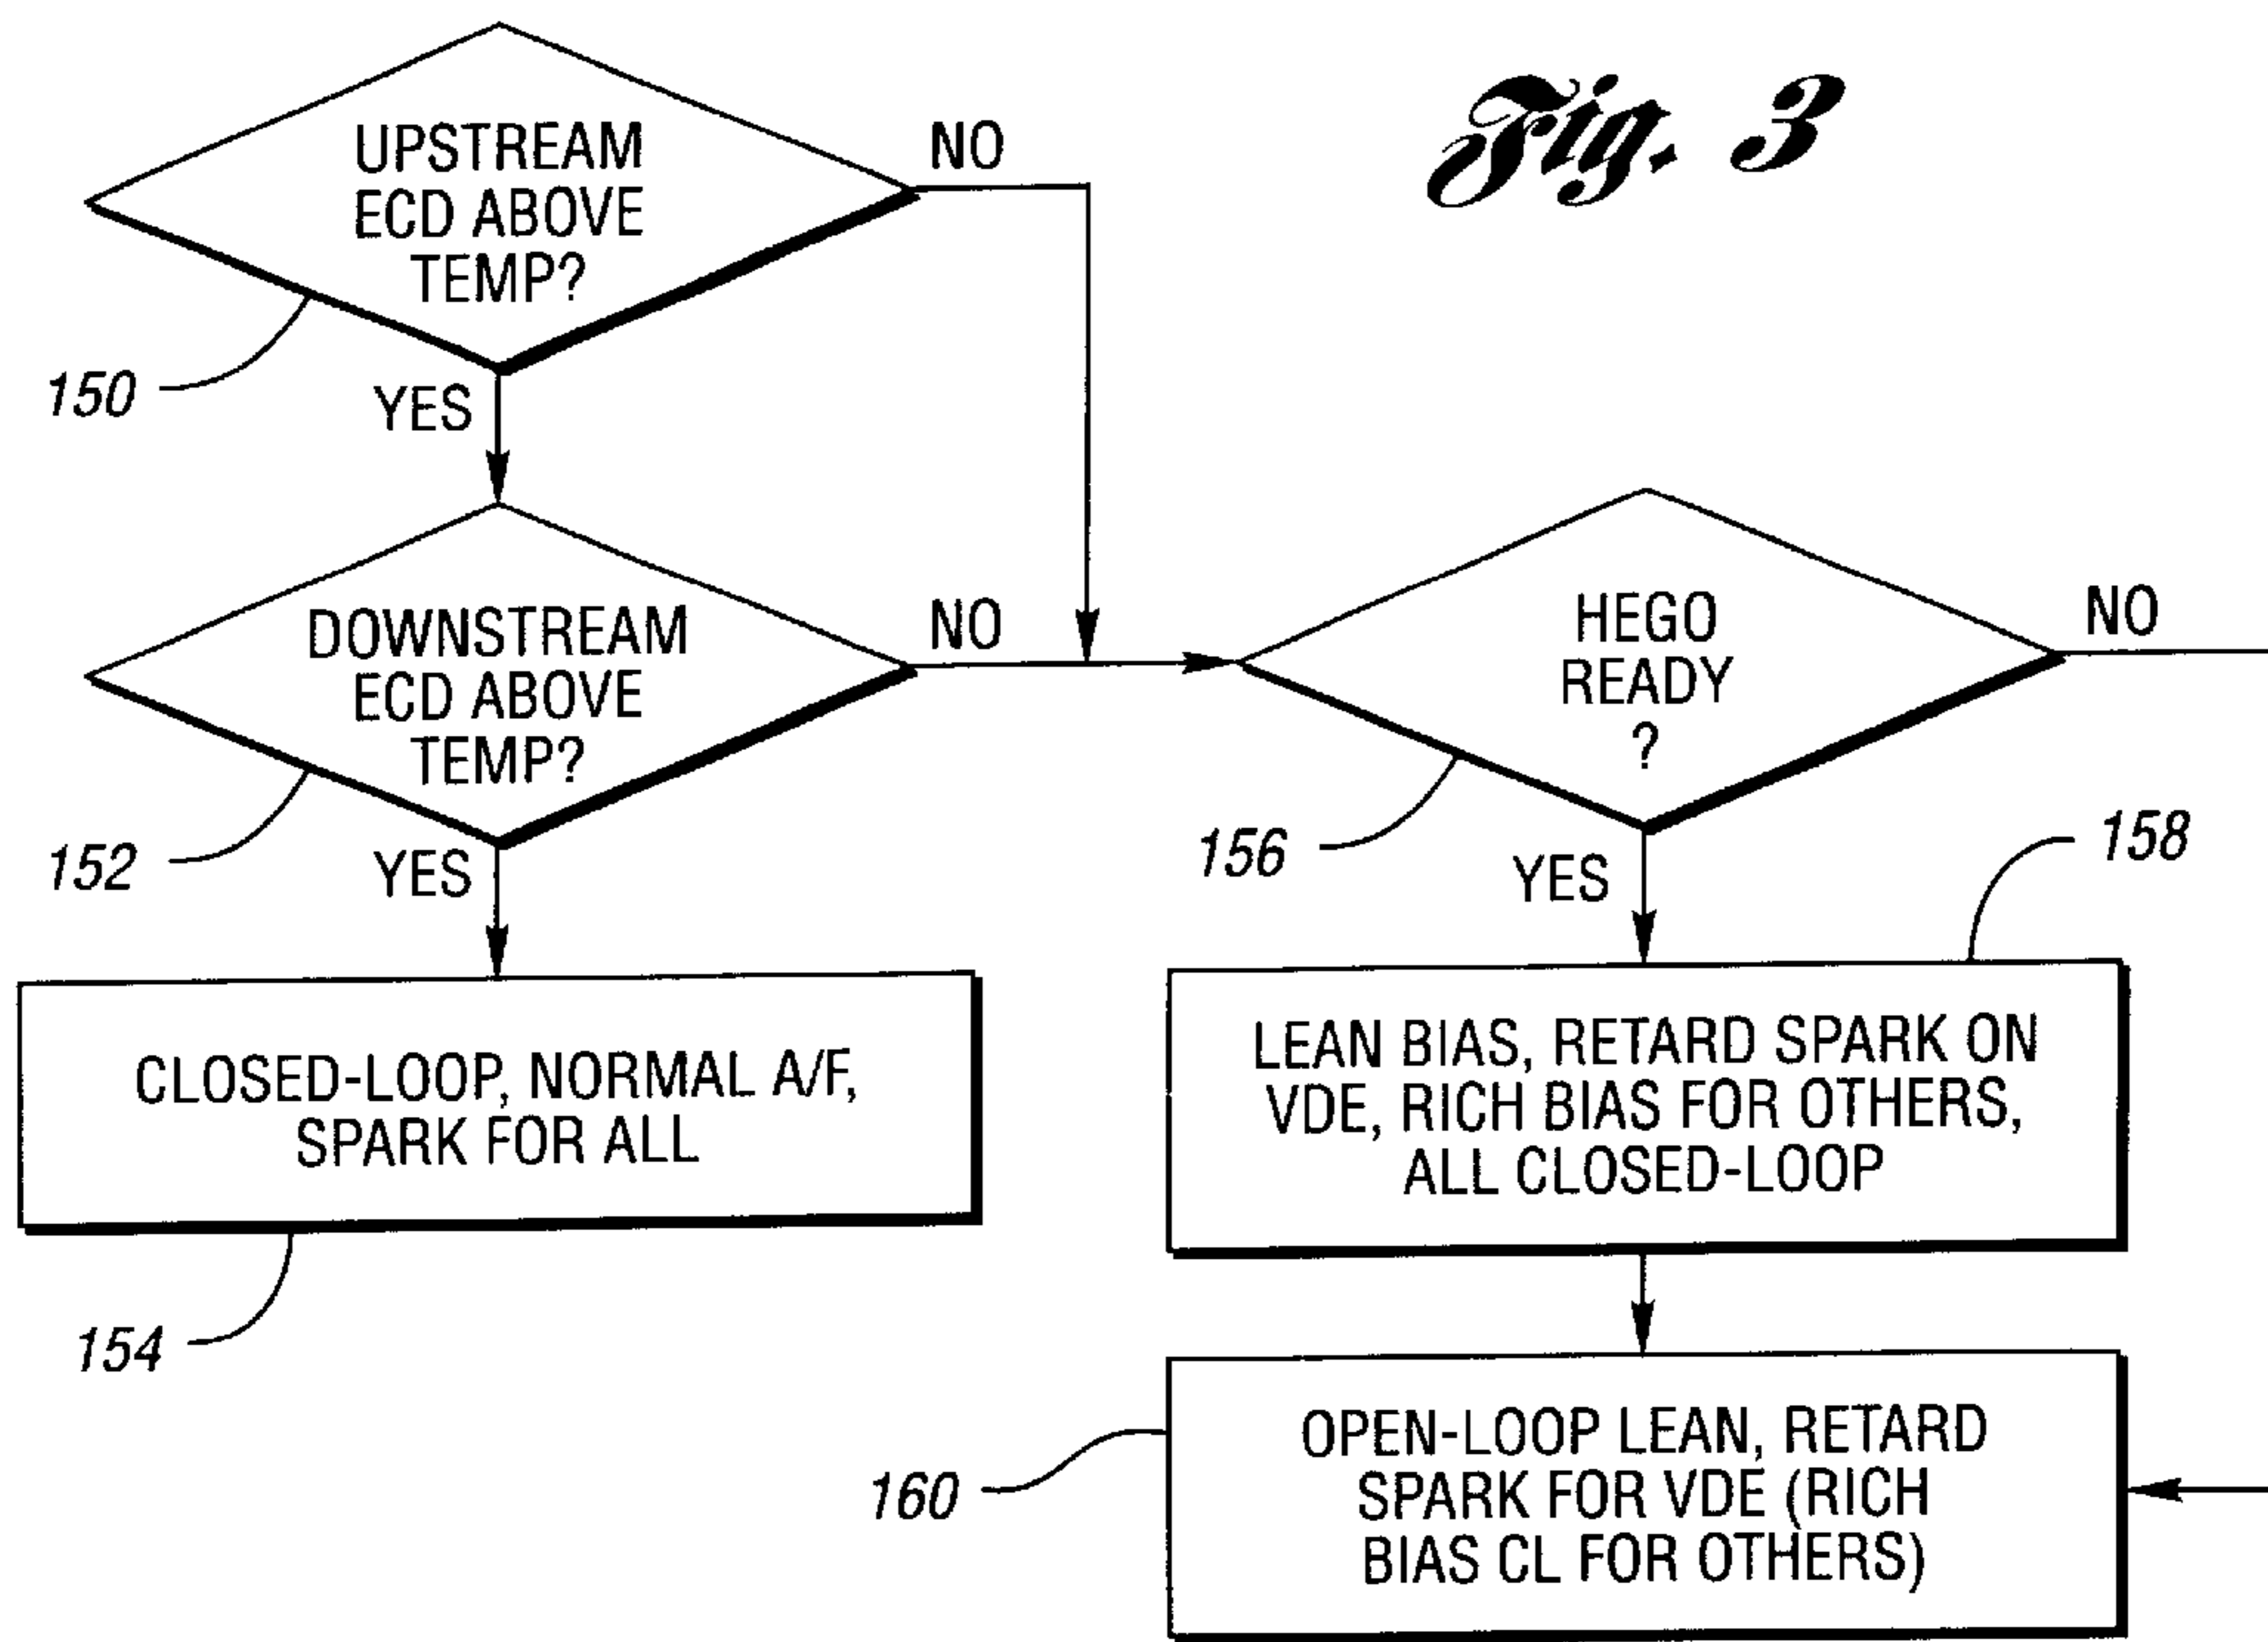 Fig. 3
UPSTREAM
ECD ABOVE
TEMP?
NO
150
YES
DOWNSTREAM
ECD ABOVE
TEMP?
NO
152
YES
HEGO
READY
?
NO
156
YES
158
CLOSED-LOOP, NORMAL A/F,
SPARK FOR ALL
154
LEAN BIAS, RETARD SPARK ON
VDE, RICH BIAS FOR OTHERS,
ALL CLOSED-LOOP
160
OPEN-LOOP LEAN, RETARD
SPARK FOR VDE (RICH
BIAS CL FOR OTHERS)